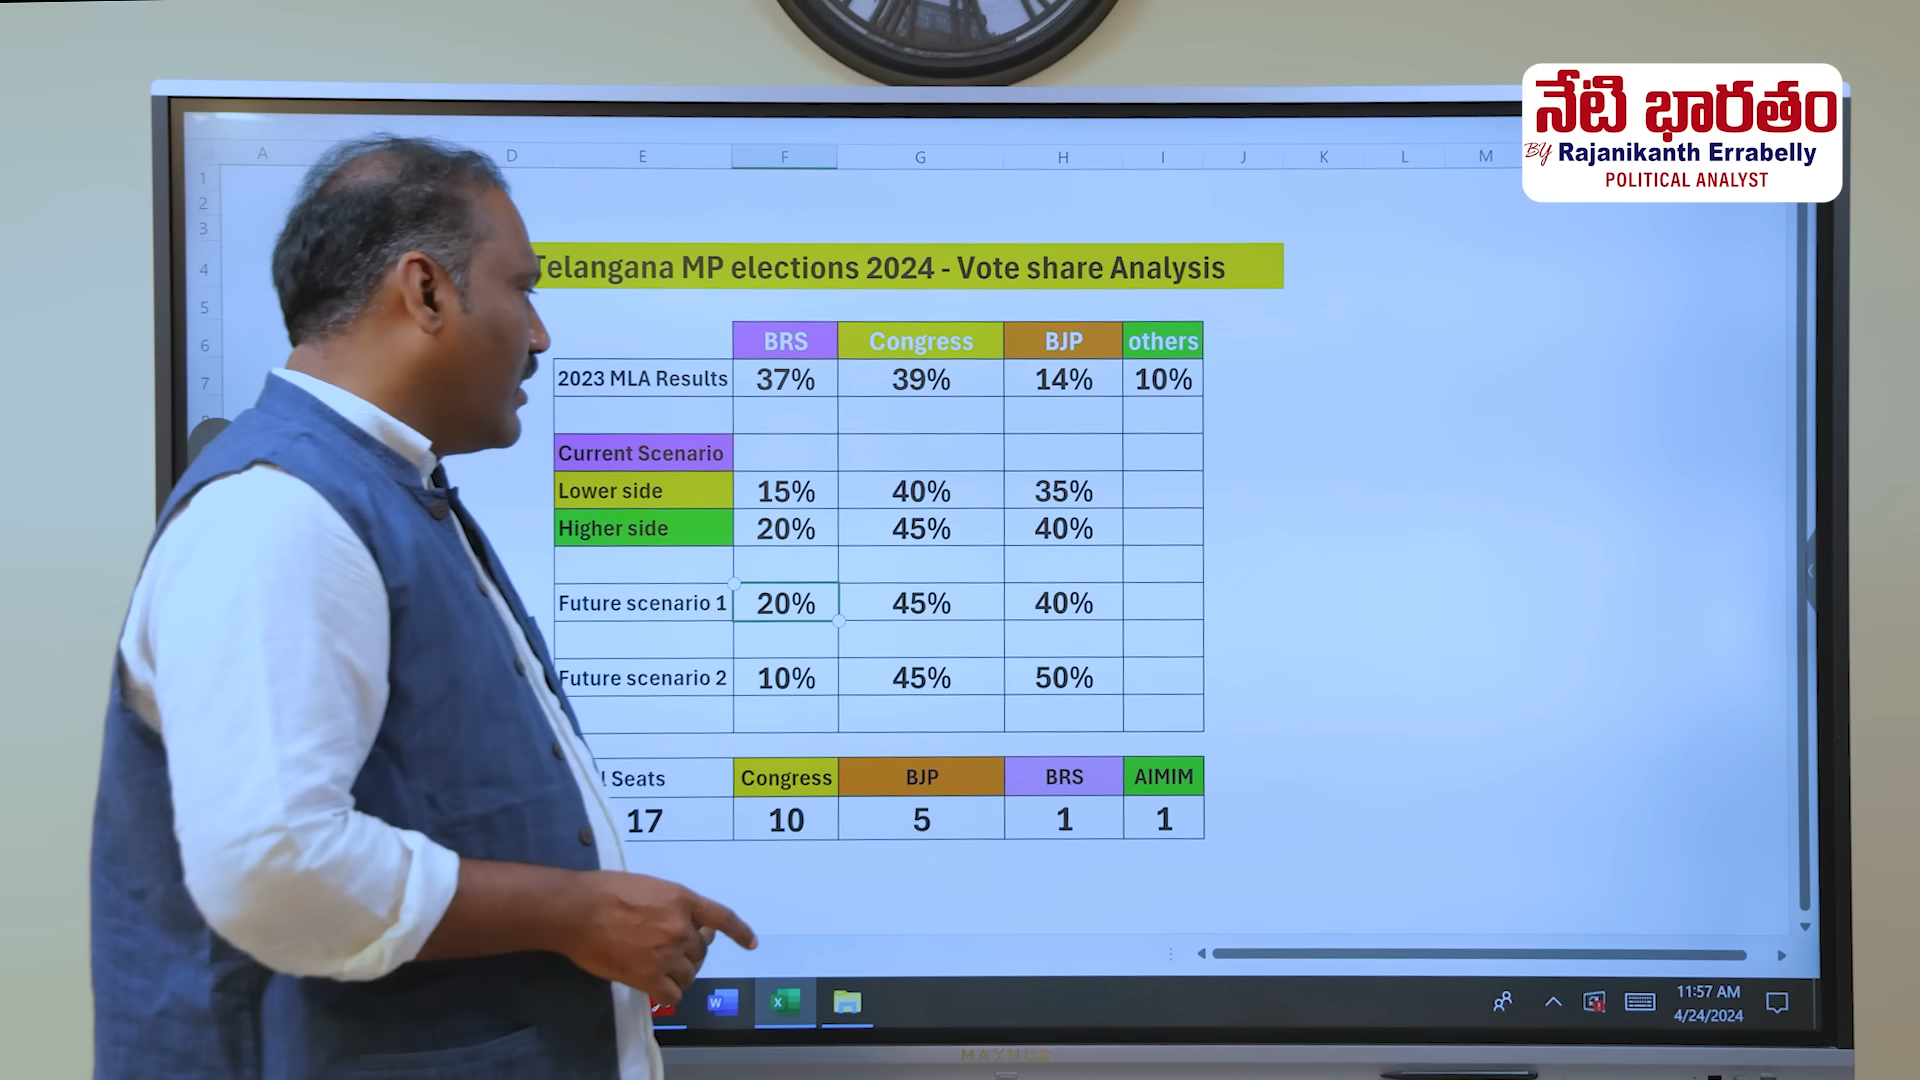 నేటి భారతం
BY Rajanikanth Errabelly
POLITICAL ANALYST
A D E F G H I J K L M
1
2
3
4 Telangana MP elections 2024 - Vote share Analysis
5
6 BRS Congress BJP others
7 2023 MLA Results 37% 39% 14% 10%
Current Scenario
Lower side 15% 40% 35%
Higher side 20% 45% 40%
Future scenario 1 20% 45% 40%
Future scenario 2 10% 45% 50%
Seats Congress BJP BRS AIMIM
17 10 5 1 1
11:57 AM
4/24/2024
MAXHUB